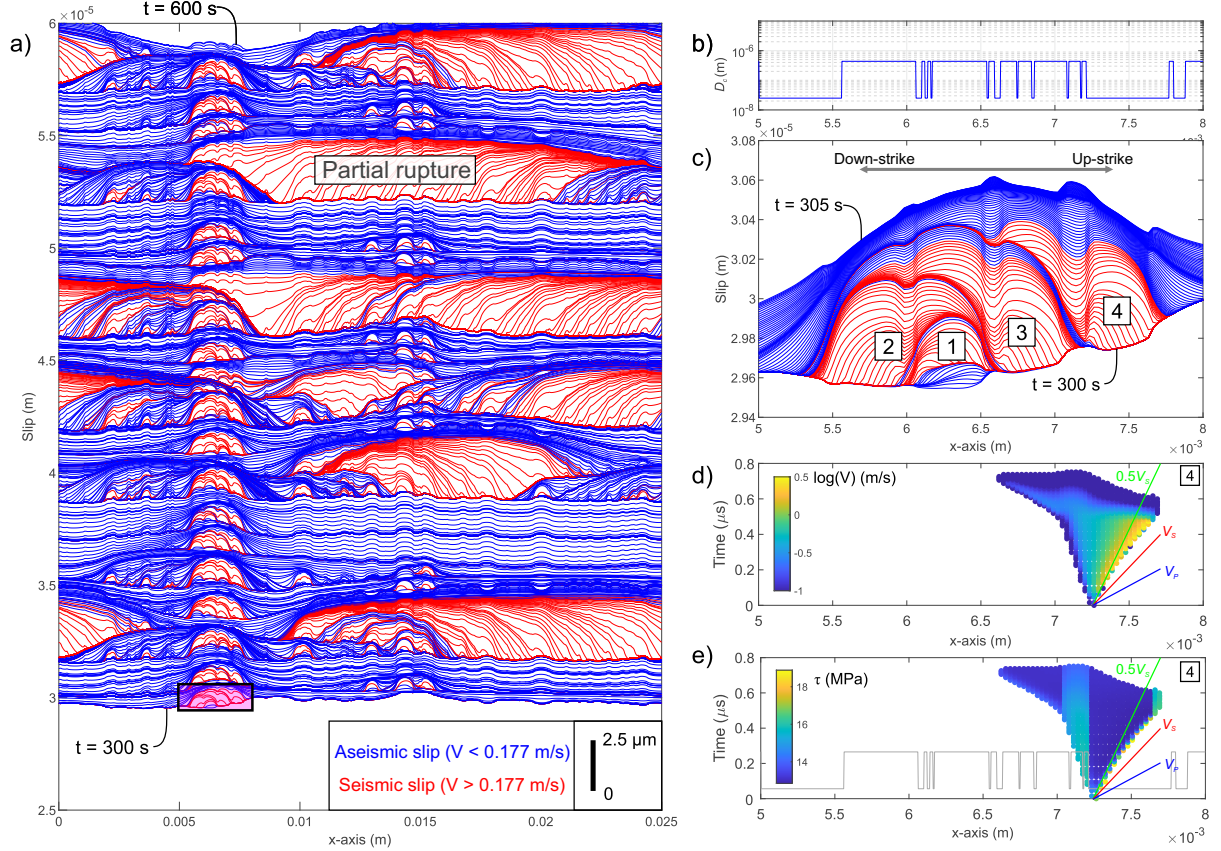 a)
t = 600 s
6
×10⁻⁵
5.5
5
4.5
4
3.5
3
2.5
Slip (m)
Partial rupture
t = 300 s
Aseismic slip (V < 0.177 m/s)
Seismic slip (V > 0.177 m/s)
2.5 µm
0
0
0.005
0.01
0.015
0.02
0.025
x-axis (m)
b)
10⁻⁶
10⁻⁸
D_c (m)
5
5.5
6
6.5
7
7.5
8
c)
×10⁻⁵
3.08
3.06
3.04
3.02
3
2.98
2.96
2.94
Slip (m)
Down-strike
Up-strike
t = 305 s
2
1
3
4
t = 300 s
5
5.5
6
6.5
7
7.5
8
x-axis (m)
×10⁻³
d)
0.8
0.6
0.4
0.2
0
Time (µs)
0.5
0
-0.5
-1
log(V) (m/s)
0.5V_S
4
V_S
V_P
5
5.5
6
6.5
7
7.5
8
x-axis (m)
×10⁻³
e)
0.8
0.6
0.4
0.2
0
Time (µs)
18
16
14
τ (MPa)
0.5V_S
4
V_S
V_P
5
5.5
6
6.5
7
7.5
8
x-axis (m)
×10⁻³